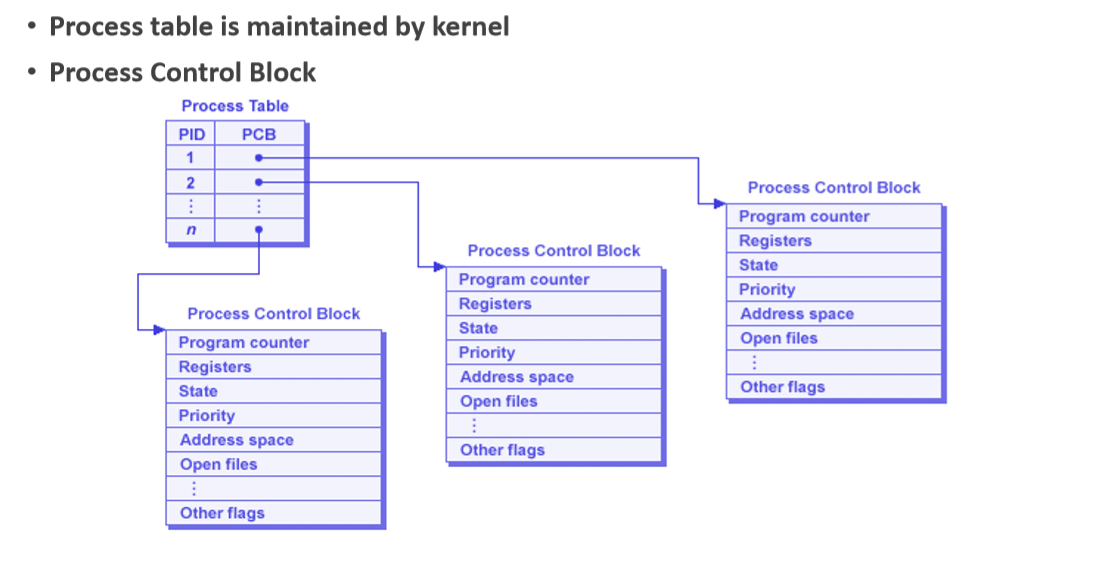 • Process table is maintained by kernel
• Process Control Block
Process Table
PID PCB
1
2
⋮ ⋮
n
Process Control Block
Program counter
Registers
State
Priority
Address space
Open files
⋮
Other flags
Process Control Block
Program counter
Registers
State
Priority
Address space
Open files
⋮
Other flags
Process Control Block
Program counter
Registers
State
Priority
Address space
Open files
⋮
Other flags